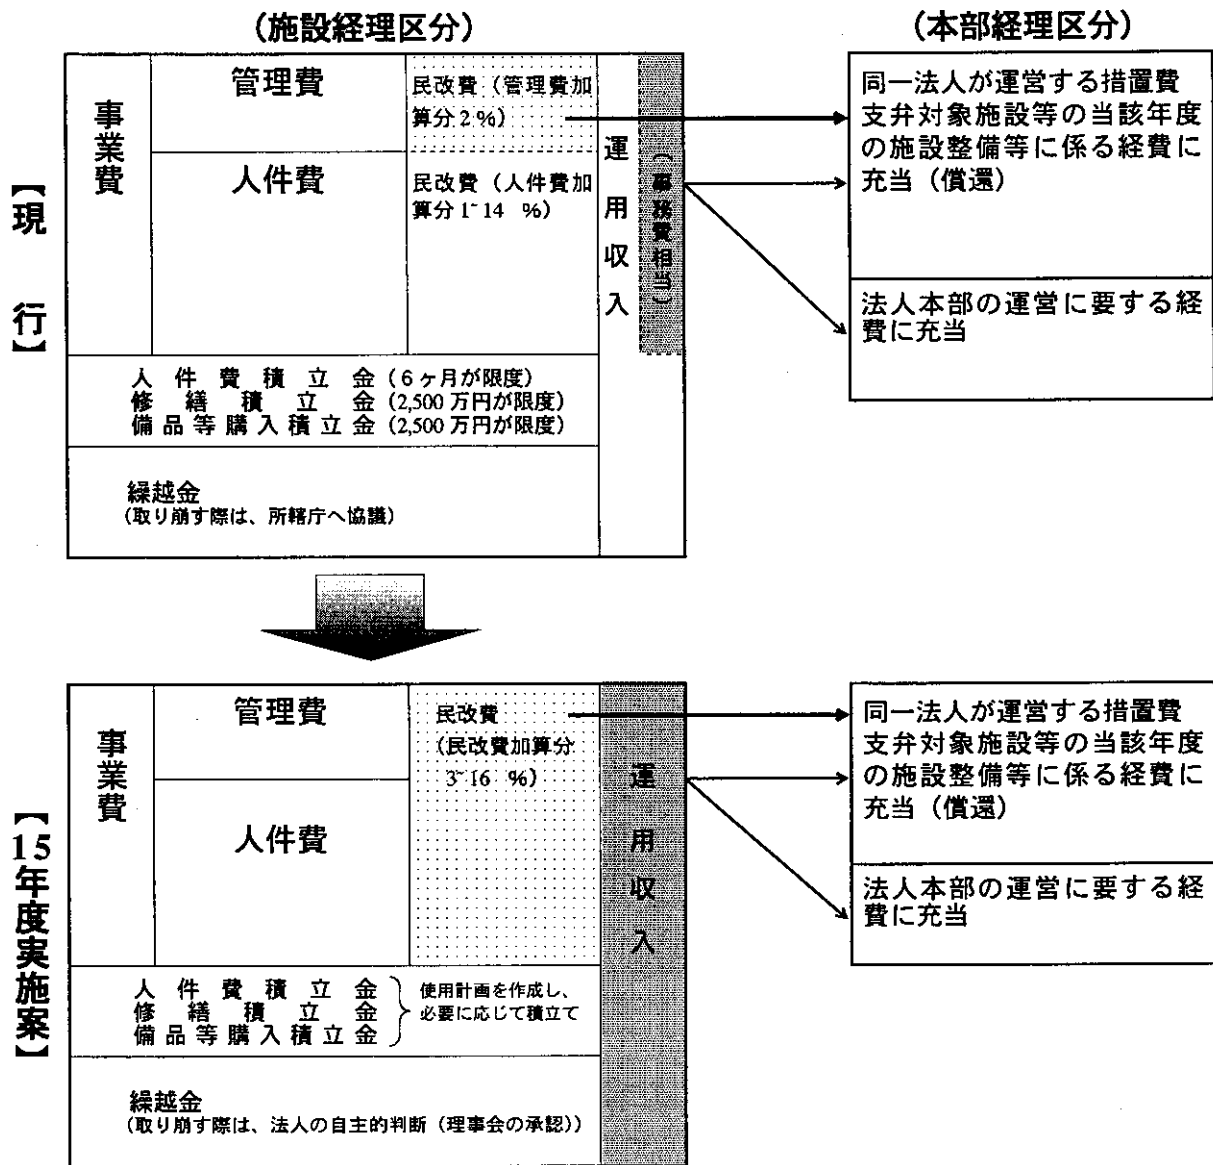 (施設経理区分)
(本部経理区分)
【現 行】
事業費
管理費
民改費 (管理費加
算分 2 %)
人件費
民改費 (人件費加
算分 1~14 %)
運用収入
(事務費相当)
人件費積立金 (6ヶ月が限度)
修繕積立金 (2,500 万円が限度)
備品等購入積立金 (2,500 万円が限度)
繰越金
(取り崩す際は、所轄庁へ協議)
同一法人が運営する措置費
支弁対象施設等の当該年度
の施設整備等に係る経費に
充当 (償還)
法人本部の運営に要する経
費に充当
【15年度実施案】
事業費
管理費
民改費
(民改費加算分
3~16 %)
人件費
運用収入
人件費積立金
修繕積立金
備品等購入積立金
使用計画を作成し、
必要に応じて積立て
繰越金
(取り崩す際は、法人の自主的判断 (理事会の承認))
同一法人が運営する措置費
支弁対象施設等の当該年度
の施設整備等に係る経費に
充当 (償還)
法人本部の運営に要する経
費に充当